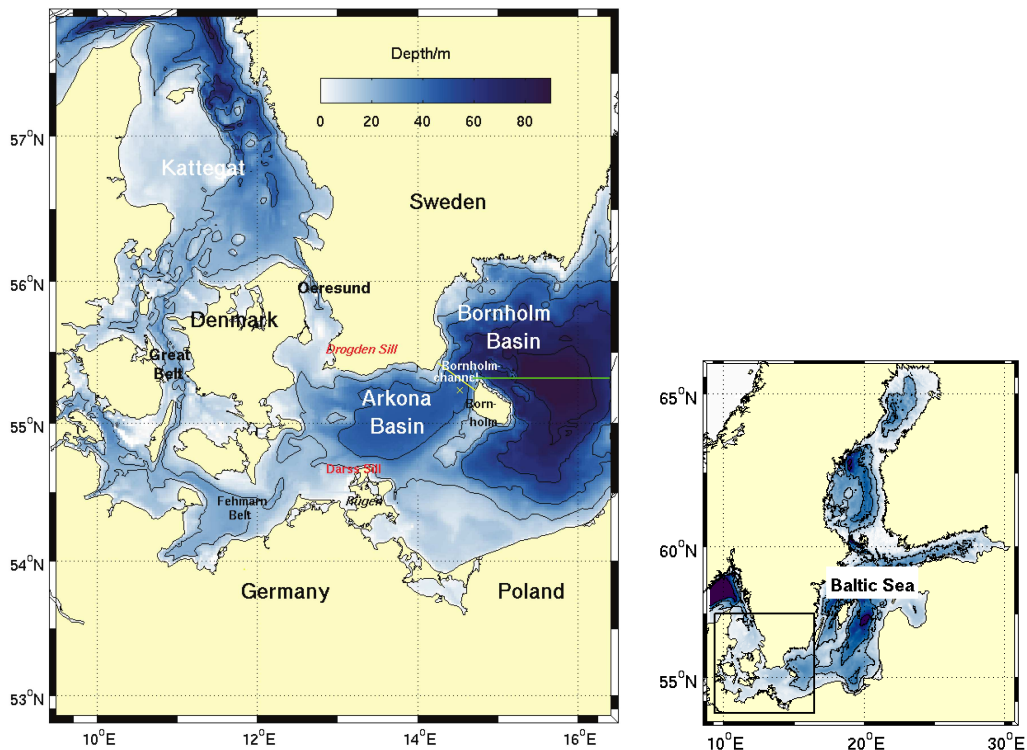 Depth/m
0 20 40 60 80
57°N
Kattegat
Sweden
56°N
Oeresund
Denmark
Bornholm
Basin
Drogden Sill
Great
Belt
Bornholm-
channel
Arkona
Basin
Born-
holm
55°N
Darss Sill
Rügen
Fehmarn
Belt
54°N
Germany
Poland
53°N
10°E 12°E 14°E 16°E
65°N
60°N
Baltic Sea
55°N
10°E 20°E 30°E